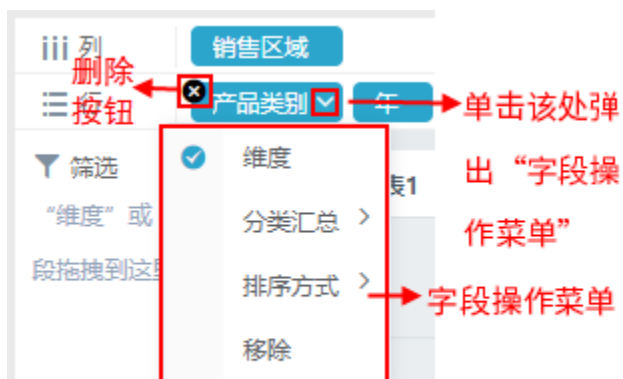 列 销售区域
删除
按钮
行 产品类别 年
单击该处弹
出“字段操
作菜单”
筛选
维度
表1
“维度”或
分类汇总
段拖拽到这里
排序方式
字段操作菜单
移除